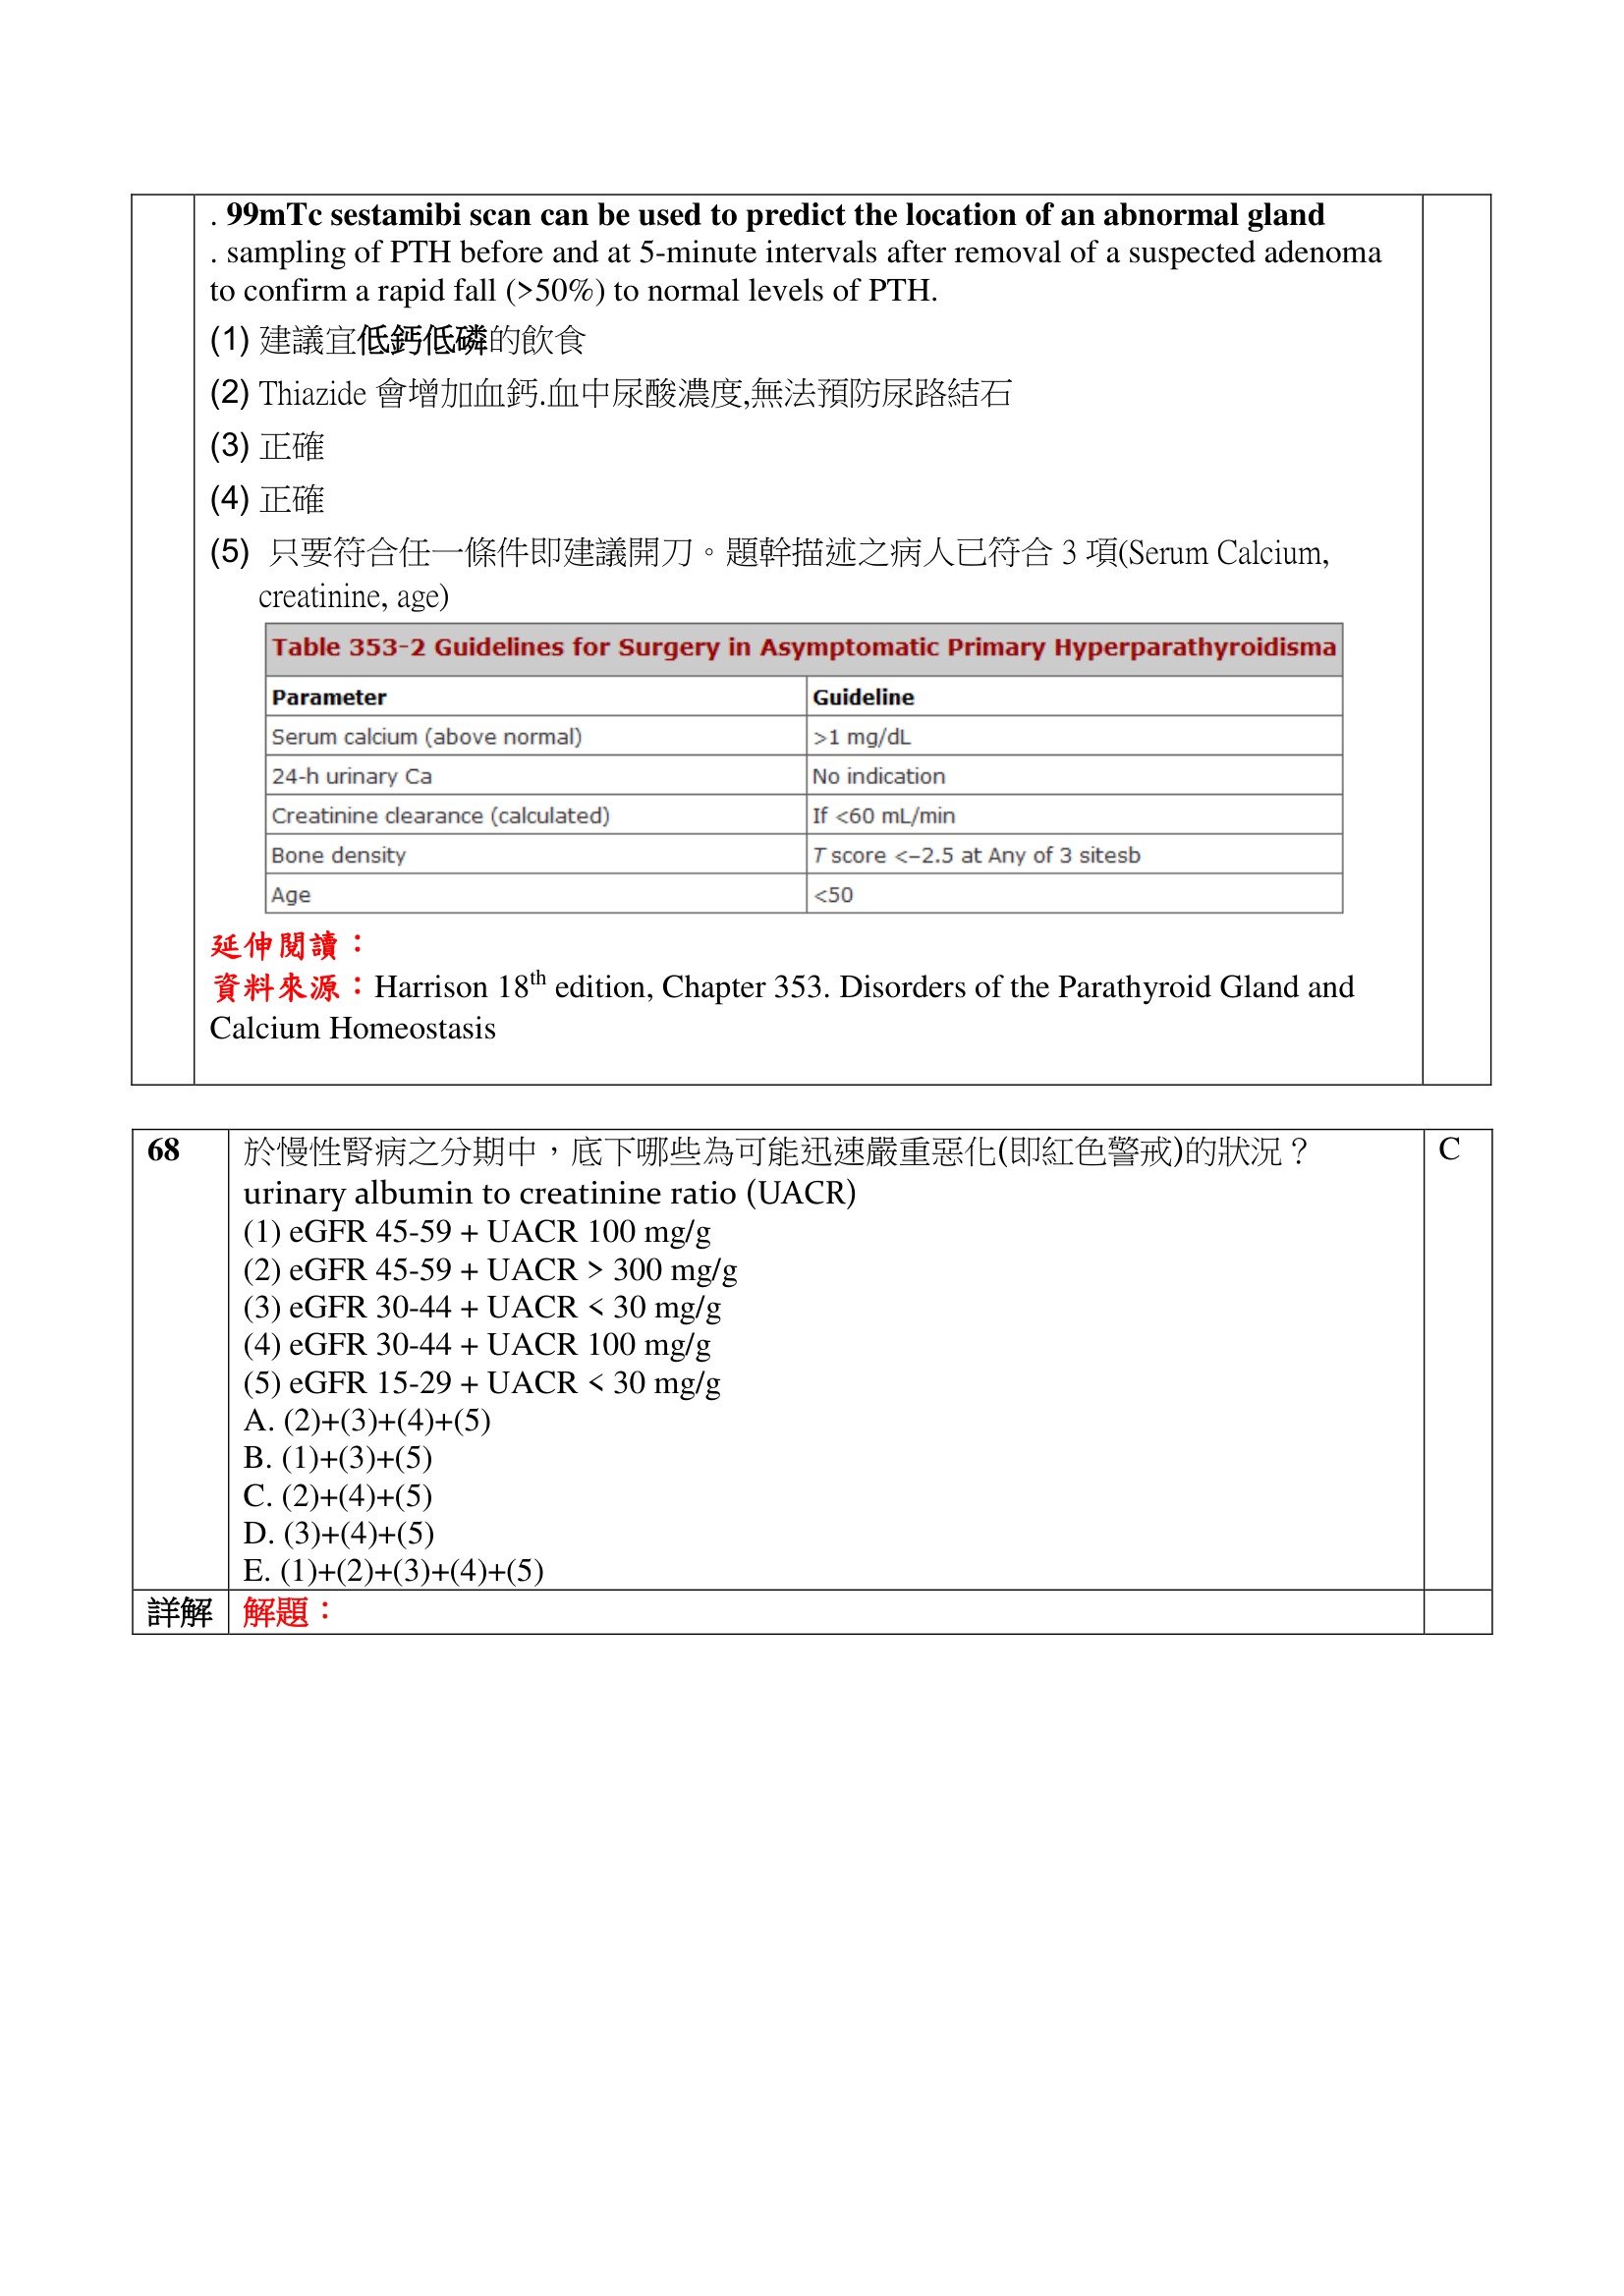 . 99mTc sestamibi scan can be used to predict the location of an abnormal gland
. sampling of PTH before and at 5-minute intervals after removal of a suspected adenoma
to confirm a rapid fall (>50%) to normal levels of PTH.
(1) 建議宜低鈣低磷的飲食
(2) Thiazide 會增加血鈣.血中尿酸濃度,無法預防尿路結石
(3) 正確
(4) 正確
(5) 只要符合任一條件即建議開刀。題幹描述之病人已符合 3 項(Serum Calcium,
creatinine, age)
Table 353-2 Guidelines for Surgery in Asymptomatic Primary Hyperparathyroidisma
Parameter Guideline
Serum calcium (above normal) >1 mg/dL
24-h urinary Ca No indication
Creatinine clearance (calculated) If <60 mL/min
Bone density T score <−2.5 at Any of 3 sitesb
Age <50
延伸閱讀：
資料來源：Harrison 18th edition, Chapter 353. Disorders of the Parathyroid Gland and
Calcium Homeostasis
68 於慢性腎病之分期中，底下哪些為可能迅速嚴重惡化(即紅色警戒)的狀況？ C
urinary albumin to creatinine ratio (UACR)
(1) eGFR 45-59 + UACR 100 mg/g
(2) eGFR 45-59 + UACR > 300 mg/g
(3) eGFR 30-44 + UACR < 30 mg/g
(4) eGFR 30-44 + UACR 100 mg/g
(5) eGFR 15-29 + UACR < 30 mg/g
A. (2)+(3)+(4)+(5)
B. (1)+(3)+(5)
C. (2)+(4)+(5)
D. (3)+(4)+(5)
E. (1)+(2)+(3)+(4)+(5)
詳解 解題：